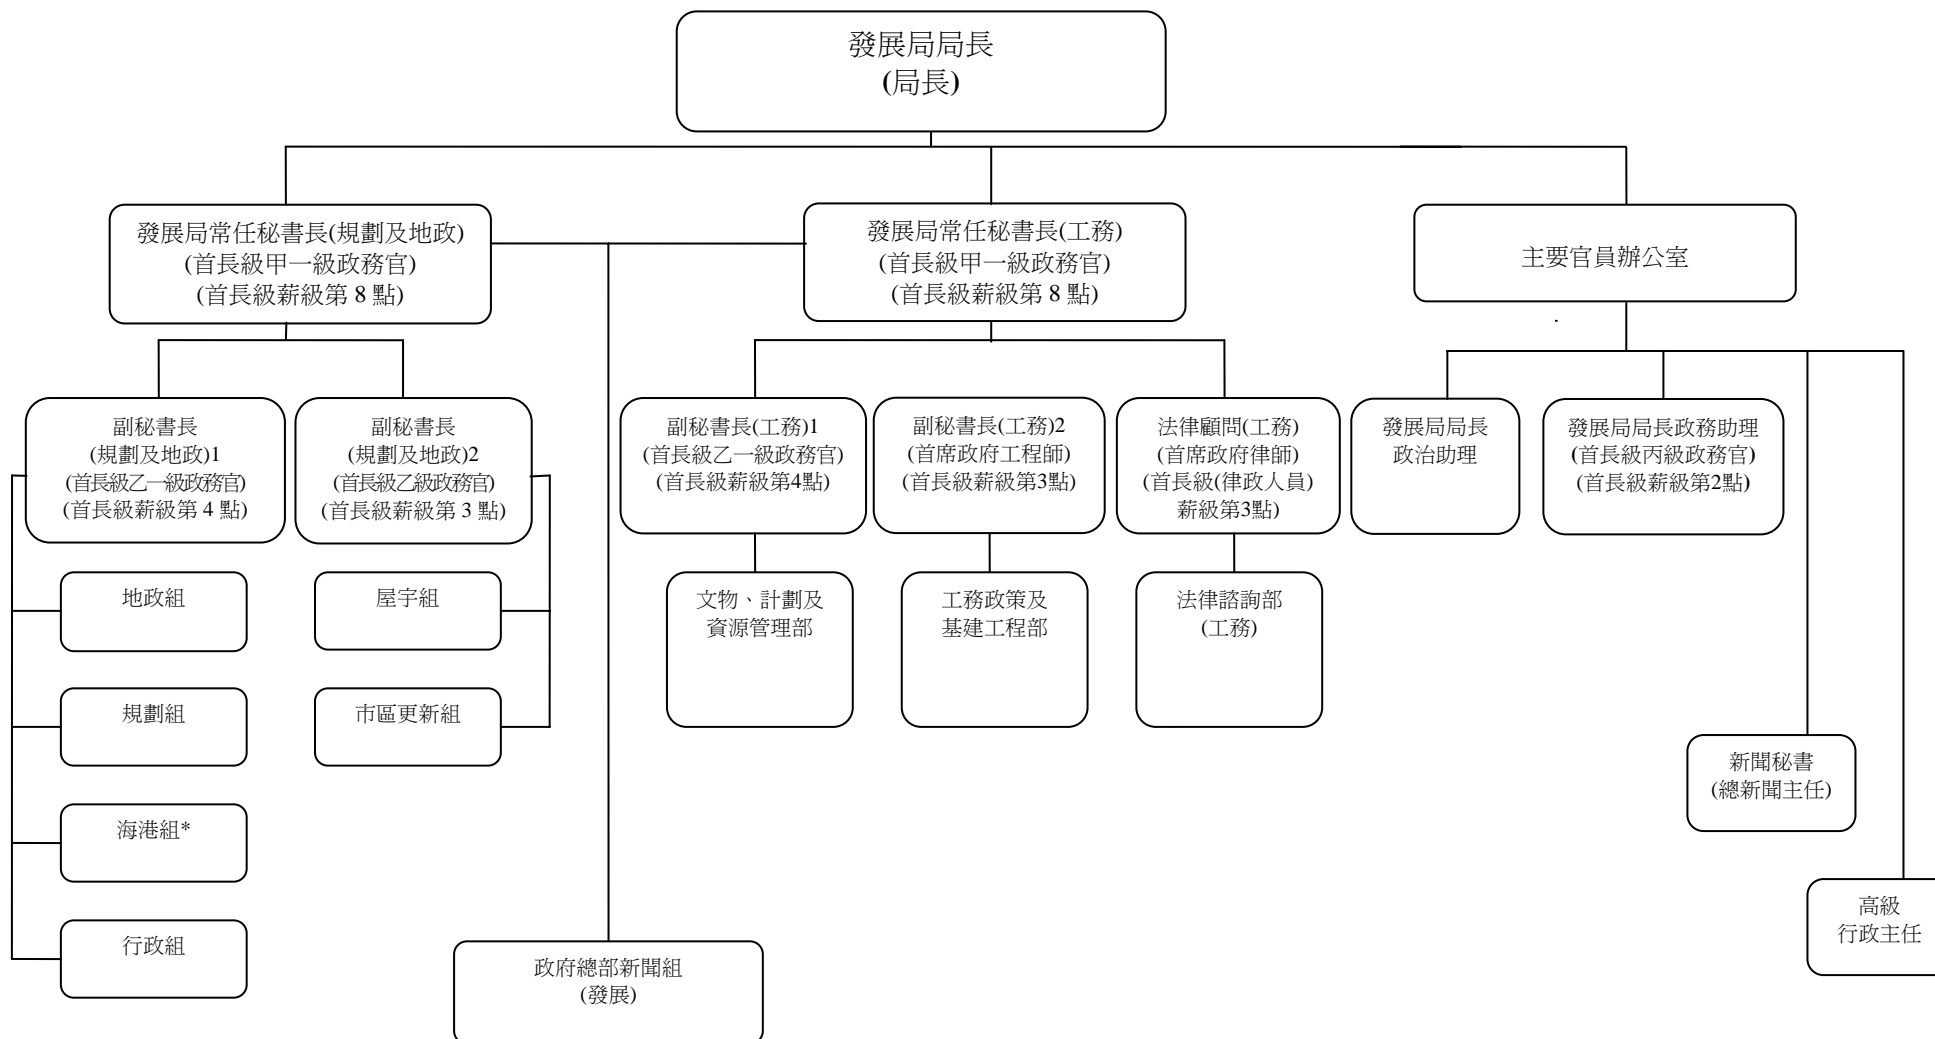 發展局局長
(局長)
發展局常任秘書長(規劃及地政)
(首長級甲一級政務官)
(首長級薪級第 8 點)
發展局常任秘書長(工務)
(首長級甲一級政務官)
(首長級薪級第 8 點)
主要官員辦公室
副秘書長
(規劃及地政)1
(首長級乙一級政務官)
(首長級薪級第 4 點)
副秘書長
(規劃及地政)2
(首長級乙級政務官)
(首長級薪級第 3 點)
副秘書長(工務)1
(首長級乙一級政務官)
(首長級薪級第4點)
副秘書長(工務)2
(首席政府工程師)
(首長級薪級第3點)
法律顧問(工務)
(首席政府律師)
(首長級(律政人員)
薪級第3點)
發展局局長
政治助理
發展局局長政務助理
(首長級丙級政務官)
(首長級薪級第2點)
地政組
屋宇組
文物、計劃及
資源管理部
工務政策及
基建工程部
法律諮詢部
(工務)
規劃組
市區更新組
新聞秘書
(總新聞主任)
海港組*
高級
行政主任
行政組
政府總部新聞組
(發展)